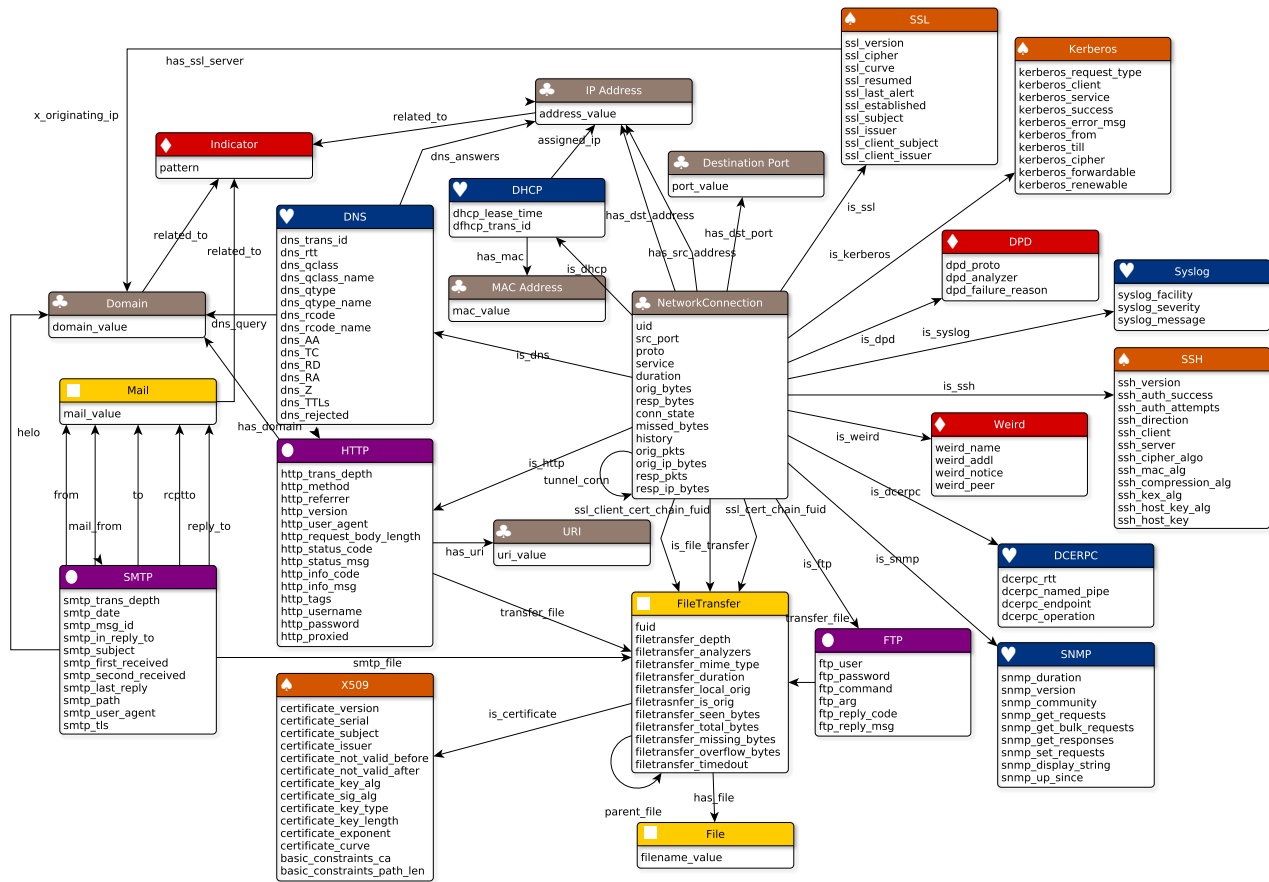 SSL
ssl_version
ssl_cipher
ssl_curve
ssl_resumed
ssl_last_alert
ssl_established
ssl_subject
ssl_issuer
ssl_client_subject
ssl_client_issuer
Kerberos
kerberos_request_type
kerberos_client
kerberos_service
kerberos_success
kerberos_error_msg
kerberos_from
kerberos_till
kerberos_cipher
kerberos_forwardable
kerberos_renewable
has_ssl_server
x_originating_ip
IP Address
address_value
related_to
assigned_ip
dns_answers
Indicator
pattern
related_to
related_to
Destination Port
port_value
DHCP
dhcp_lease_time
dfhcp_trans_id
has_mac
is_dhcp
has_dst_address
has_src_address
has_dst_port
is_ssl
is_kerberos
MAC Address
mac_value
DNS
dns_trans_id
dns_rtt
dns_qclass
dns_qclass_name
dns_qtype
dns_qtype_name
dns_rcode
dns_rcode_name
dns_AA
dns_TC
dns_RD
dns_RA
dns_Z
dns_TTLs
dns_rejected
Domain
domain_value
dns_query
is_dns
NetworkConnection
uid
src_port
proto
service
duration
orig_bytes
resp_bytes
conn_state
missed_bytes
history
orig_pkts
orig_ip_bytes
resp_pkts
resp_ip_bytes
DPD
dpd_proto
dpd_analyzer
dpd_failure_reason
Syslog
syslog_facility
syslog_severity
syslog_message
is_dpd
is_syslog
SSH
ssh_version
ssh_auth_success
ssh_auth_attempts
ssh_direction
ssh_client
ssh_server
ssh_cipher_algo
ssh_mac_alg
ssh_compression_alg
ssh_kex_alg
ssh_host_key_alg
ssh_host_key
is_ssh
Weird
weird_name
weird_addl
weird_notice
weird_peer
is_weird
is_dcerpc
Mail
mail_value
helo
has_domain
from
mail_from
to
rcptto
reply_to
HTTP
http_trans_depth
http_method
http_referrer
http_version
http_user_agent
http_request_body_length
http_status_code
http_status_msg
http_info_code
http_info_msg
http_tags
http_username
http_password
http_proxied
is_http
tunnel_conn
ssl_client_cert_chain_fuid
ssl_cert_chain_fuid
is_file_transfer
is_ftp
is_snmp
has_uri
URI
uri_value
DCERPC
dcerpc_rtt
dcerpc_named_pipe
dcerpc_endpoint
dcerpc_operation
SMTP
smtp_trans_depth
smtp_date
smtp_msg_id
smtp_in_reply_to
smtp_subject
smtp_first_received
smtp_second_received
smtp_last_reply
smtp_path
smtp_user_agent
smtp_tls
transfer_file
smtp_file
FileTransfer
fuid
filetransfer_depth
filetransfer_analyzers
filetransfer_mime_type
filetransfer_duration
filetransfer_local_orig
filetransfer_is_orig
filetransfer_seen_bytes
filetransfer_total_bytes
filetransfer_missing_bytes
filetransfer_overflow_bytes
filetransfer_timedout
transfer_file
FTP
ftp_user
ftp_password
ftp_command
ftp_arg
ftp_reply_code
ftp_reply_msg
SNMP
snmp_duration
snmp_version
snmp_community
snmp_get_requests
snmp_get_bulk_requests
snmp_get_responses
snmp_set_requests
snmp_display_string
snmp_up_since
X509
certificate_version
certificate_serial
certificate_subject
certificate_issuer
certificate_not_valid_before
certificate_not_valid_after
certificate_key_alg
certificate_sig_alg
certificate_key_type
certificate_key_length
certificate_exponent
certificate_curve
basic_constraints_ca
basic_constraints_path_len
is_certificate
parent_file
has_file
File
filename_value